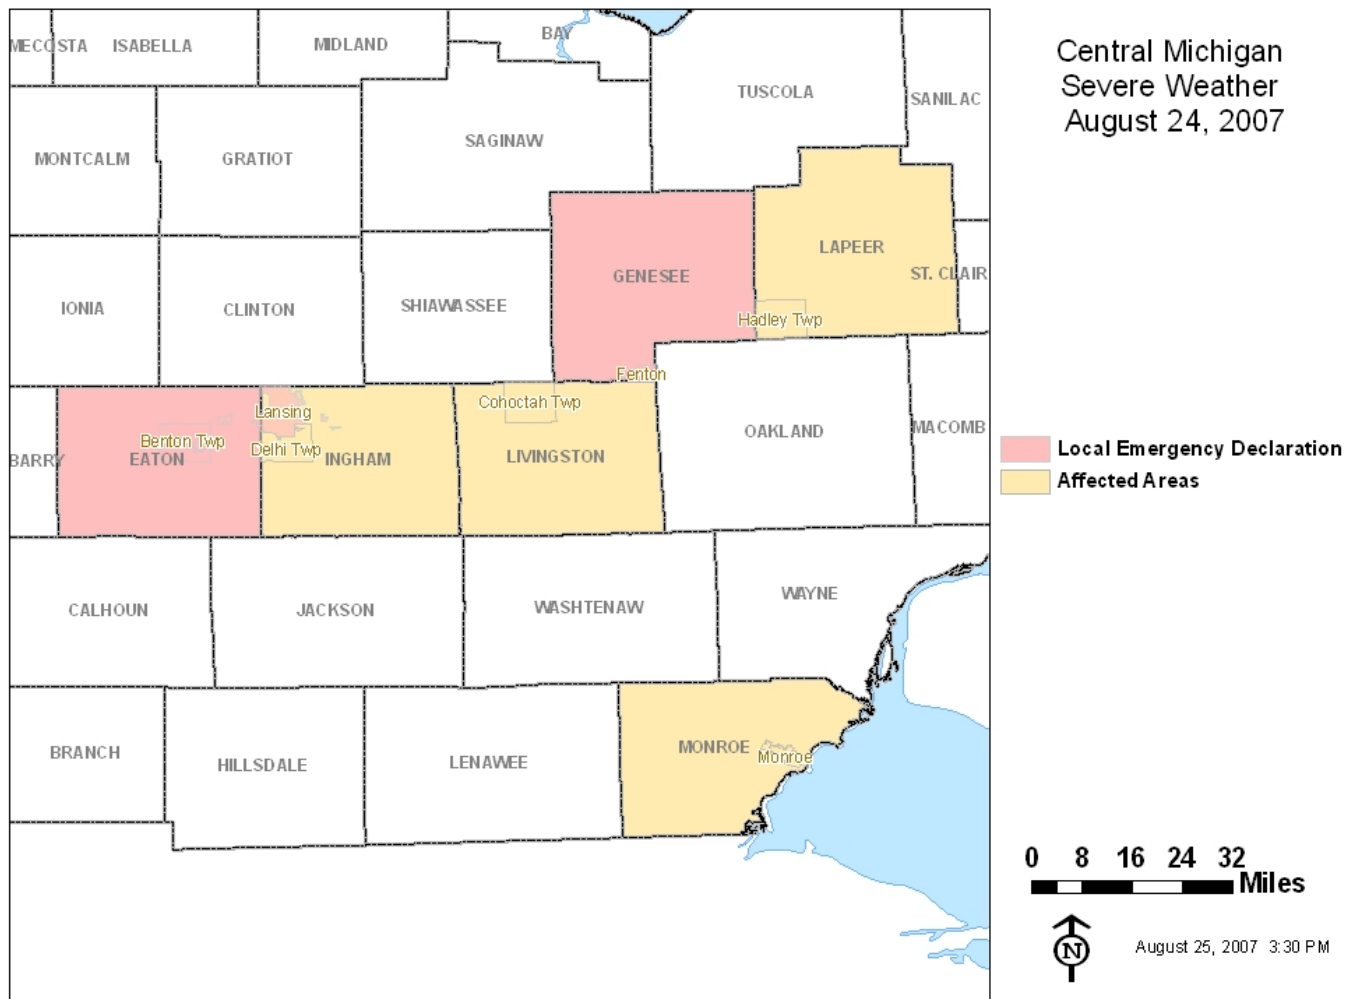 Central Michigan
Severe Weather
August 24, 2007
MECOSTA
ISABELLA
MIDLAND
BAY
TUSCOLA
SANILAC
MONTCALM
GRATIOT
SAGINAW
LAPEER
GENESEE
ST. CLAIR
IONIA
CLINTON
SHIAWASSEE
Hadley Twp
Fenton
Lansing
Cohoctah Twp
OAKLAND
MACOMB
Benton Twp
Delhi Twp
BARRY
EATON
INGHAM
LIVINGSTON
Local Emergency Declaration
Affected Areas
CALHOUN
JACKSON
WASHTENAW
WAYNE
BRANCH
HILLSDALE
LENAWEE
MONROE
Monroe
0 8 16 24 32
Miles
N
August 25, 2007 3:30 PM